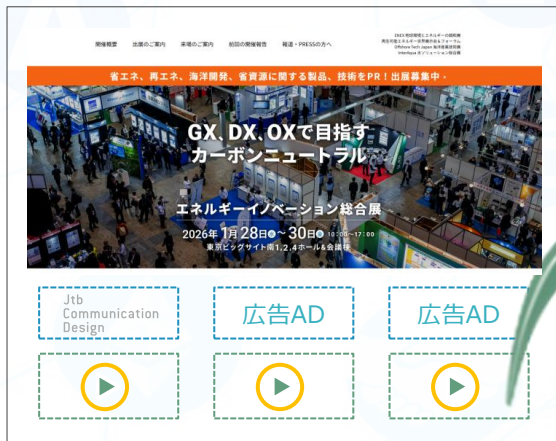 開催概要 出展のご案内 来場のご案内 前回の開催報告 報道・PRESSの方へ
ENEX 地球環境とエネルギーの調和展
再生可能エネルギー世界展示会&フォーラム
Offshore Tech Japan 海洋産業技術展
InterAqua 水ソリューション総合展
省エネ、再エネ、海洋開発、省資源に関する製品、技術をPR！出展募集中
GX、DX、OXで目指す
カーボンニュートラル
エネルギーイノベーション総合展
2026年 1月28日水～30日金 10:00～17:00
東京ビッグサイト南1,2,4ホール&会議棟
Jtb
Communication
Design
広告AD
広告AD